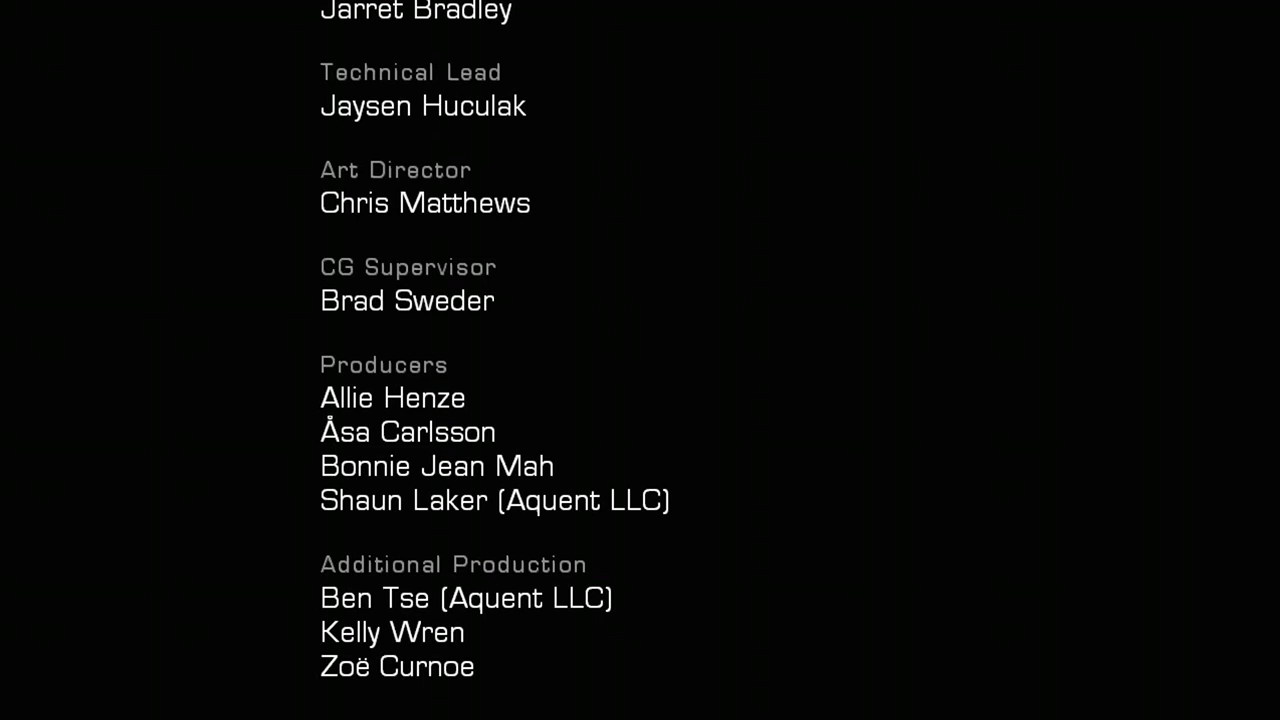 Jarret Bradley
Technical Lead
Jaysen Huculak
Art Director
Chris Matthews
CG Supervisor
Brad Sweder
Producers
Allie Henze
Åsa Carlsson
Bonnie Jean Mah
Shaun Laker (Aquent LLC)
Additional Production
Ben Tse (Aquent LLC)
Kelly Wren
Zoë Curnoe